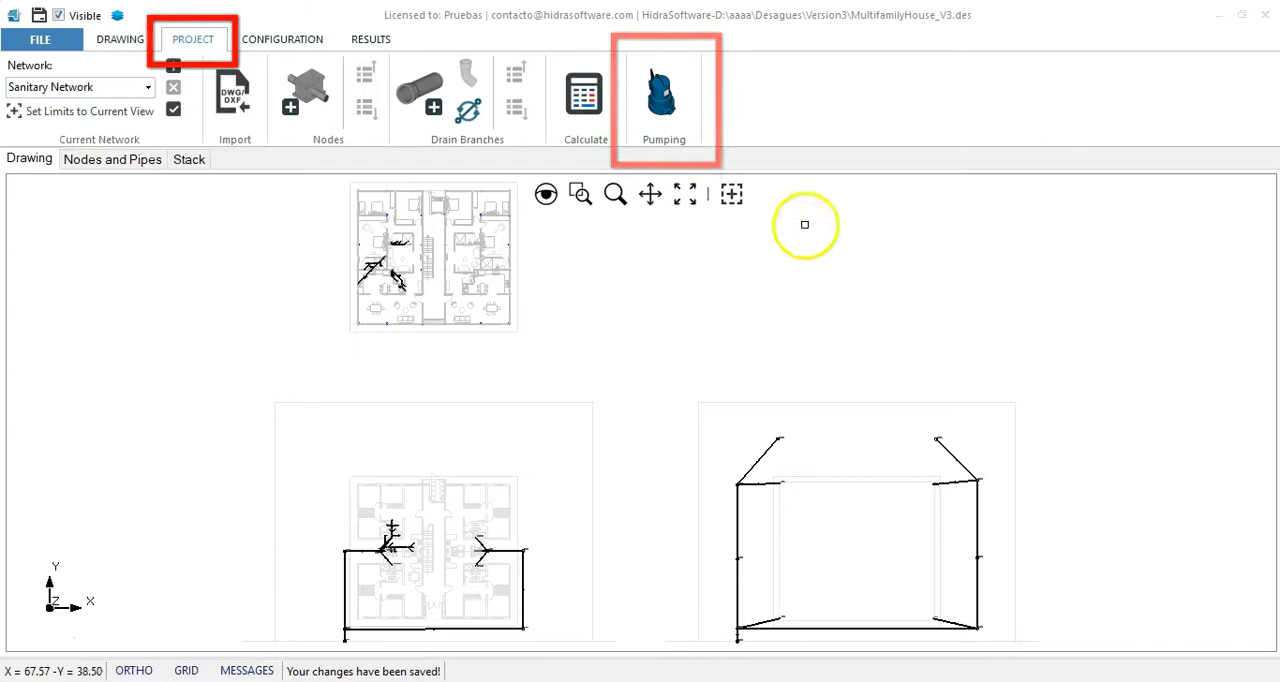 Visible
Licensed to: Pruebas | contacto@hidrasoftware.com | HidraSoftware-D:\aaaa\Desagues\Version3\MultifamilyHouse_V3.des
FILE DRAWING PROJECT CONFIGURATION RESULTS
Network:
Sanitary Network
Set Limits to Current View
DWG/
DXF
Current Network Import Nodes Drain Branches Calculate Pumping
Drawing Nodes and Pipes Stack
Y
Z X
X = 67.57 -Y = 38.50 ORTHO GRID MESSAGES Your changes have been saved!